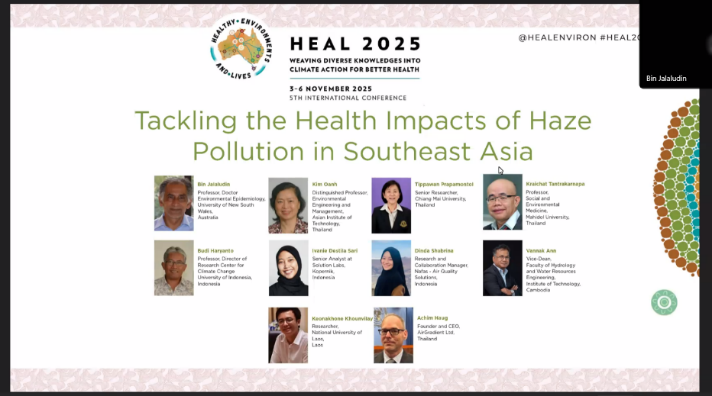 HEALTHY ENVIRONMENTS
AND LIVES
HEAL 2025
WEAVING DIVERSE KNOWLEDGES INTO
CLIMATE ACTION FOR BETTER HEALTH
3-6 NOVEMBER 2025
5TH INTERNATIONAL CONFERENCE
@HEALENVIRON #HEAL20
Bin Jalaludin
Tackling the Health Impacts of Haze
Pollution in Southeast Asia
Bin Jalaludin
Professor, Doctor
Environmental Epidemiology,
University of New South
Wales,
Australia
Kim Oanh
Distinguished Professor
Environmental
Engineering and
Management,
Asian Institute of
Technology,
Thailand
Tippawan Prapamontol
Senior Researcher,
Chiang Mai University,
Thailand
Kraichat Tantrakarnapa
Professor,
Social and
Environmental
Medicine,
Mahidol University,
Thailand
Budi Haryanto
Professor, Director of
Research Center for
Climate Change
University of Indonesia,
Indonesia
Ivanie Destila Sari
Senior Analyst at
Solution Labs,
Kopernik,
Indonesia
Dinda Shabrina
Research and
Collaboration Manager,
Nafas - Air Quality
Solutions,
Indonesia
Vannak Ann
Vice-Dean,
Faculty of Hydrology
and Water Resources
Engineering,
Institute of Technology,
Cambodia
Khounvilay
Researcher,
National University of
Laos,
Laos
Achim Haug
Founder and CEO,
AirGradient Ltd,
Thailand